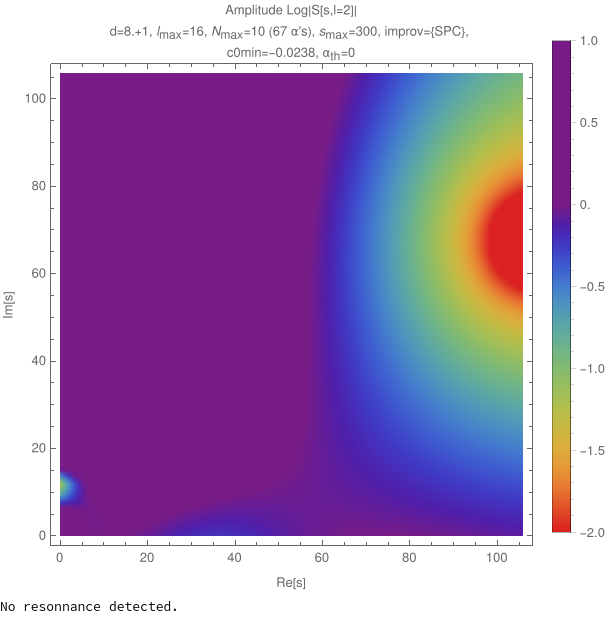 Amplitude Log|S[s,l=2]|
d=8.+1, lmax=16, Nmax=10 (67 α's), smax=300, improv={SPC},
c0min=−0.0238, αth=0
1.0
100
0.5
80
0.
60
−0.5
Im[s]
40
−1.0
20
−1.5
0
−2.0
0 20 40 60 80 100
Re[s]
No resonnance detected.